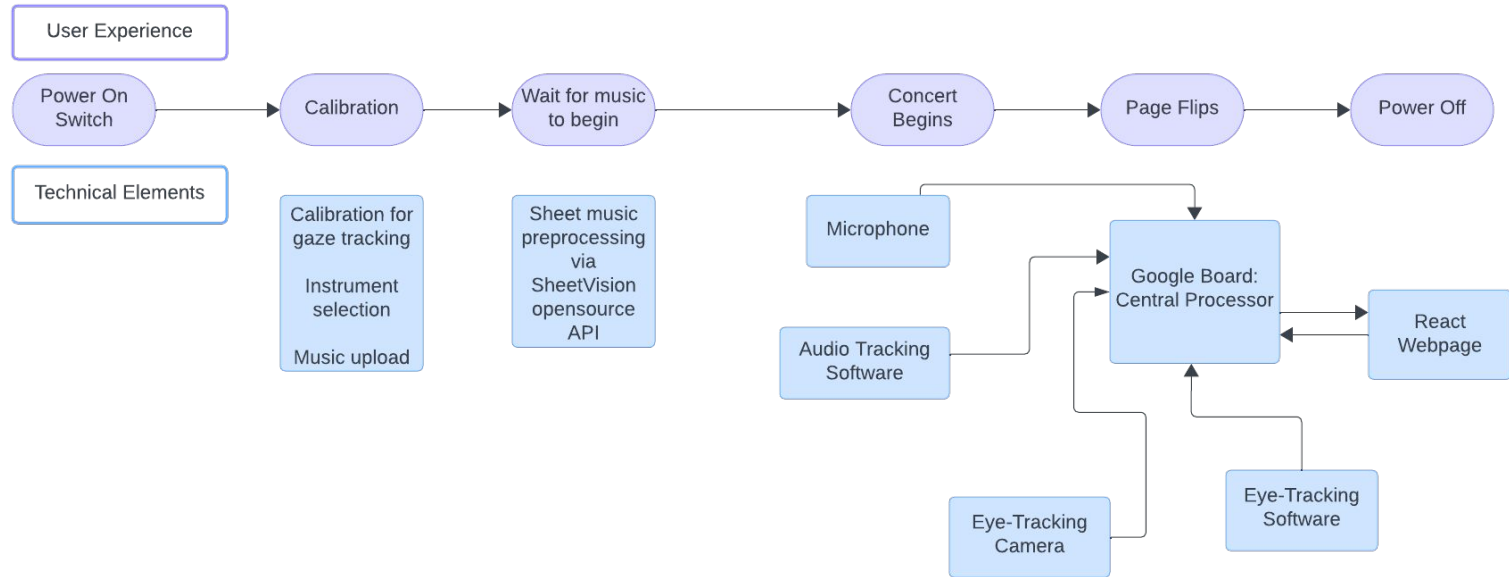 User Experience
Power On
Switch
Calibration
Wait for music
to begin
Concert
Begins
Page Flips
Power Off
Technical Elements
Calibration for
gaze tracking
Instrument
selection
Music upload
Sheet music
preprocessing
via
SheetVision
opensource
API
Microphone
Google Board:
Central Processor
React
Webpage
Audio Tracking
Software
Eye-Tracking
Camera
Eye-Tracking
Software